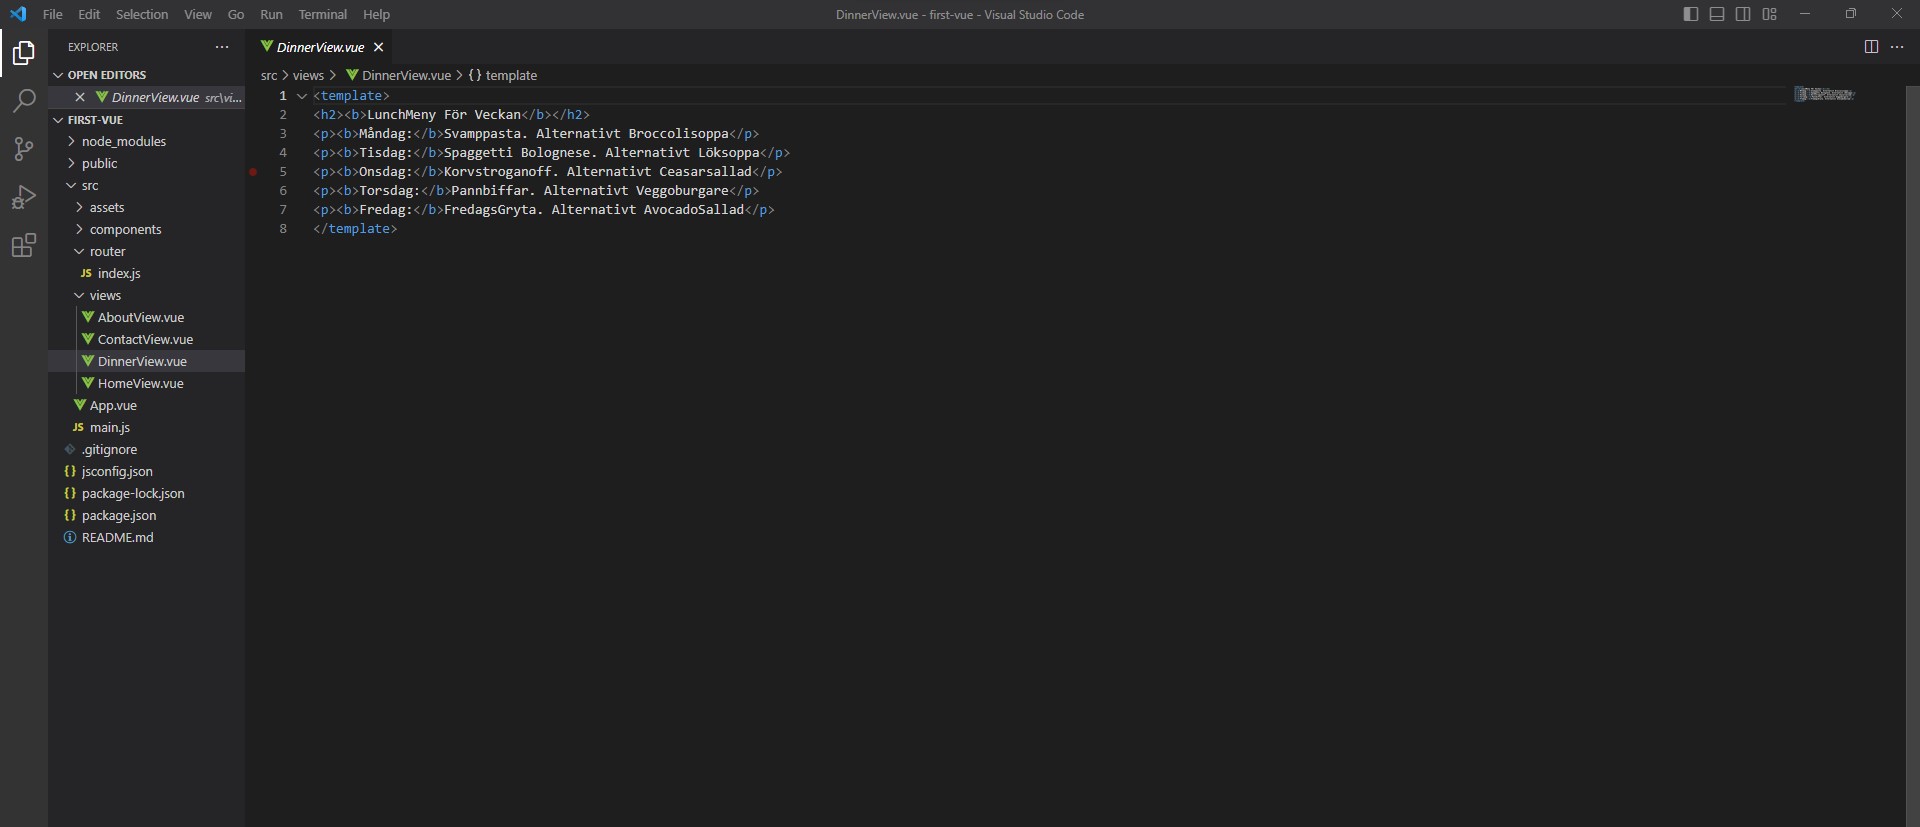 File Edit Selection View Go Run Terminal Help
DinnerView.vue - first-vue - Visual Studio Code
EXPLORER
OPEN EDITORS
DinnerView.vue src\vi...
FIRST-VUE
node_modules
public
src
assets
components
router
JS index.js
views
AboutView.vue
ContactView.vue
DinnerView.vue
HomeView.vue
App.vue
JS main.js
.gitignore
{} jsconfig.json
{} package-lock.json
{} package.json
README.md
DinnerView.vue
src > views > DinnerView.vue > {} template
1 <template>
2 <h2><b>LunchMeny För Veckan</b></h2>
3 <p><b>Måndag:</b>Svamppasta. Alternativt Broccolisoppa</p>
4 <p><b>Tisdag:</b>Spaggetti Bolognese. Alternativt Löksoppa</p>
5 <p><b>Onsdag:</b>Korvstroganoff. Alternativt Ceasarsallad</p>
6 <p><b>Torsdag:</b>Pannbiffar. Alternativt Veggoburgare</p>
7 <p><b>Fredag:</b>FredagsGryta. Alternativt AvocadoSallad</p>
8 </template>